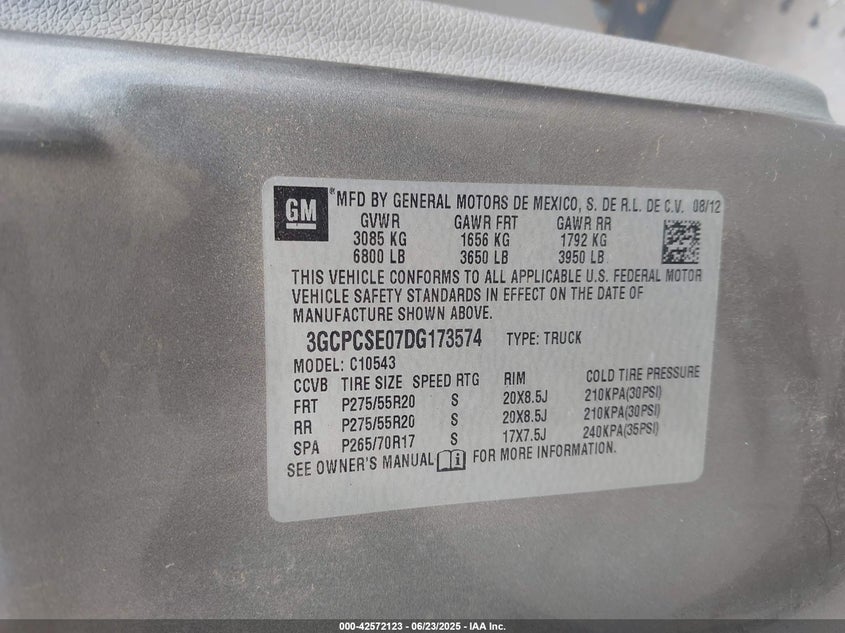 GM
®MFD BY GENERAL MOTORS DE MEXICO, S. DE R.L. DE C.V. 08/12
GVWR GAWR FRT GAWR RR
3085 KG 1656 KG 1792 KG
6800 LB 3650 LB 3950 LB
THIS VEHICLE CONFORMS TO ALL APPLICABLE U.S. FEDERAL MOTOR
VEHICLE SAFETY STANDARDS IN EFFECT ON THE DATE OF
MANUFACTURE SHOWN ABOVE.
3GCPCSE07DG173574 TYPE: TRUCK
MODEL: C10543
CCVB TIRE SIZE SPEED RTG RIM COLD TIRE PRESSURE
FRT P275/55R20 S 20X8.5J 210KPA(30PSI)
RR P275/55R20 S 20X8.5J 210KPA(30PSI)
SPA P265/70R17 S 17X7.5J 240KPA(35PSI)
SEE OWNER'S MANUAL FOR MORE INFORMATION.
000-42572123 - 06/23/2025 - IAA Inc.